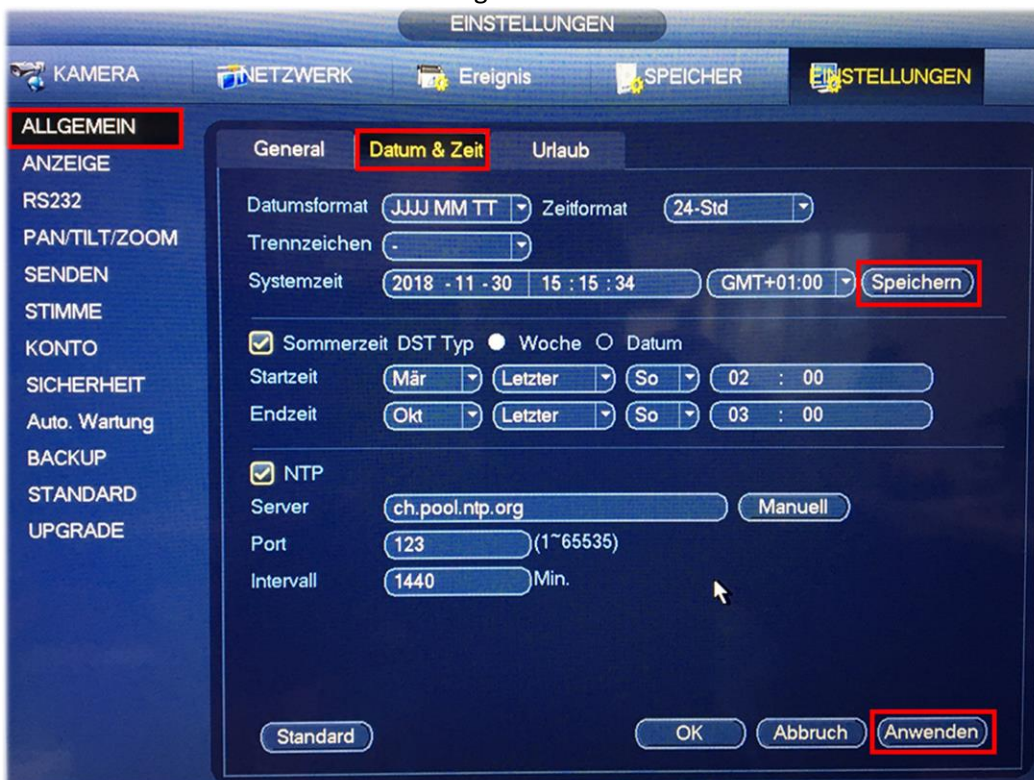 EINSTELLUNGEN
KAMERA NETZWERK Ereignis SPEICHER EINSTELLUNGEN
ALLGEMEIN
ANZEIGE
RS232
PAN/TILT/ZOOM
SENDEN
STIMME
KONTO
SICHERHEIT
Auto. Wartung
BACKUP
STANDARD
UPGRADE
General Datum & Zeit Urlaub
Datumsformat JJJJ MM TT Zeitformat 24-Std
Trennzeichen -
Systemzeit 2018 - 11 - 30 15 : 15 : 34 GMT+01:00 Speichern
Sommerzeit DST Typ Woche Datum
Startzeit Mär Letzter So 02 : 00
Endzeit Okt Letzter So 03 : 00
NTP
Server ch.pool.ntp.org Manuell
Port 123 (1~65535)
Intervall 1440 Min.
Standard OK Abbruch Anwenden